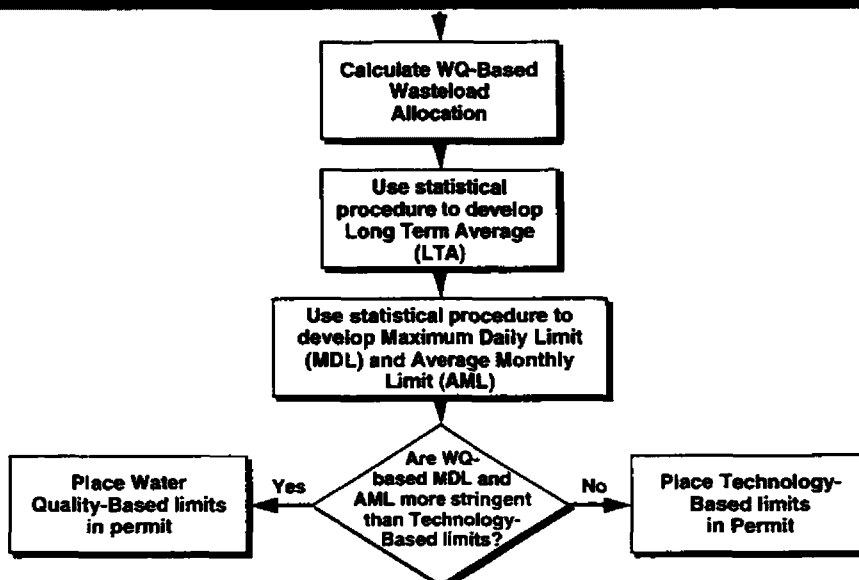 Calculate WQ-Based
Wasteload
Allocation
Use statistical
procedure to develop
Long Term Average
(LTA)
Use statistical procedure to
develop Maximum Daily Limit
(MDL) and Average Monthly
Limit (AML)
Are WQ-
based MDL and
AML more stringent
than Technology-
Based limits?
Yes
Place Water
Quality-Based limits
in permit
No
Place Technology-
Based limits
in Permit